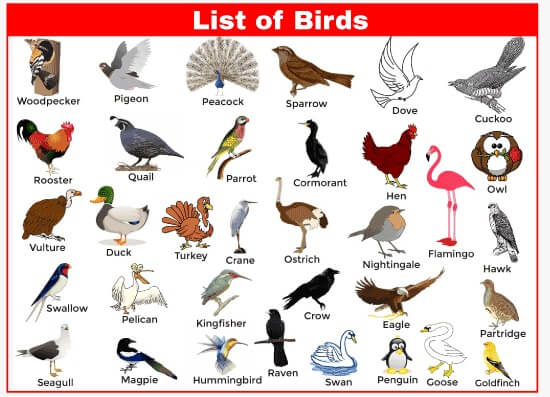 List of Birds
Woodpecker
Pigeon
Peacock
Sparrow
Dove
Cuckoo
Rooster
Quail
Parrot
Cormorant
Hen
Owl
Vulture
Duck
Turkey
Crane
Ostrich
Nightingale
Flamingo
Hawk
Swallow
Pelican
Kingfisher
Crow
Eagle
Partridge
Seagull
Magpie
Hummingbird
Raven
Swan
Penguin
Goose
Goldfinch